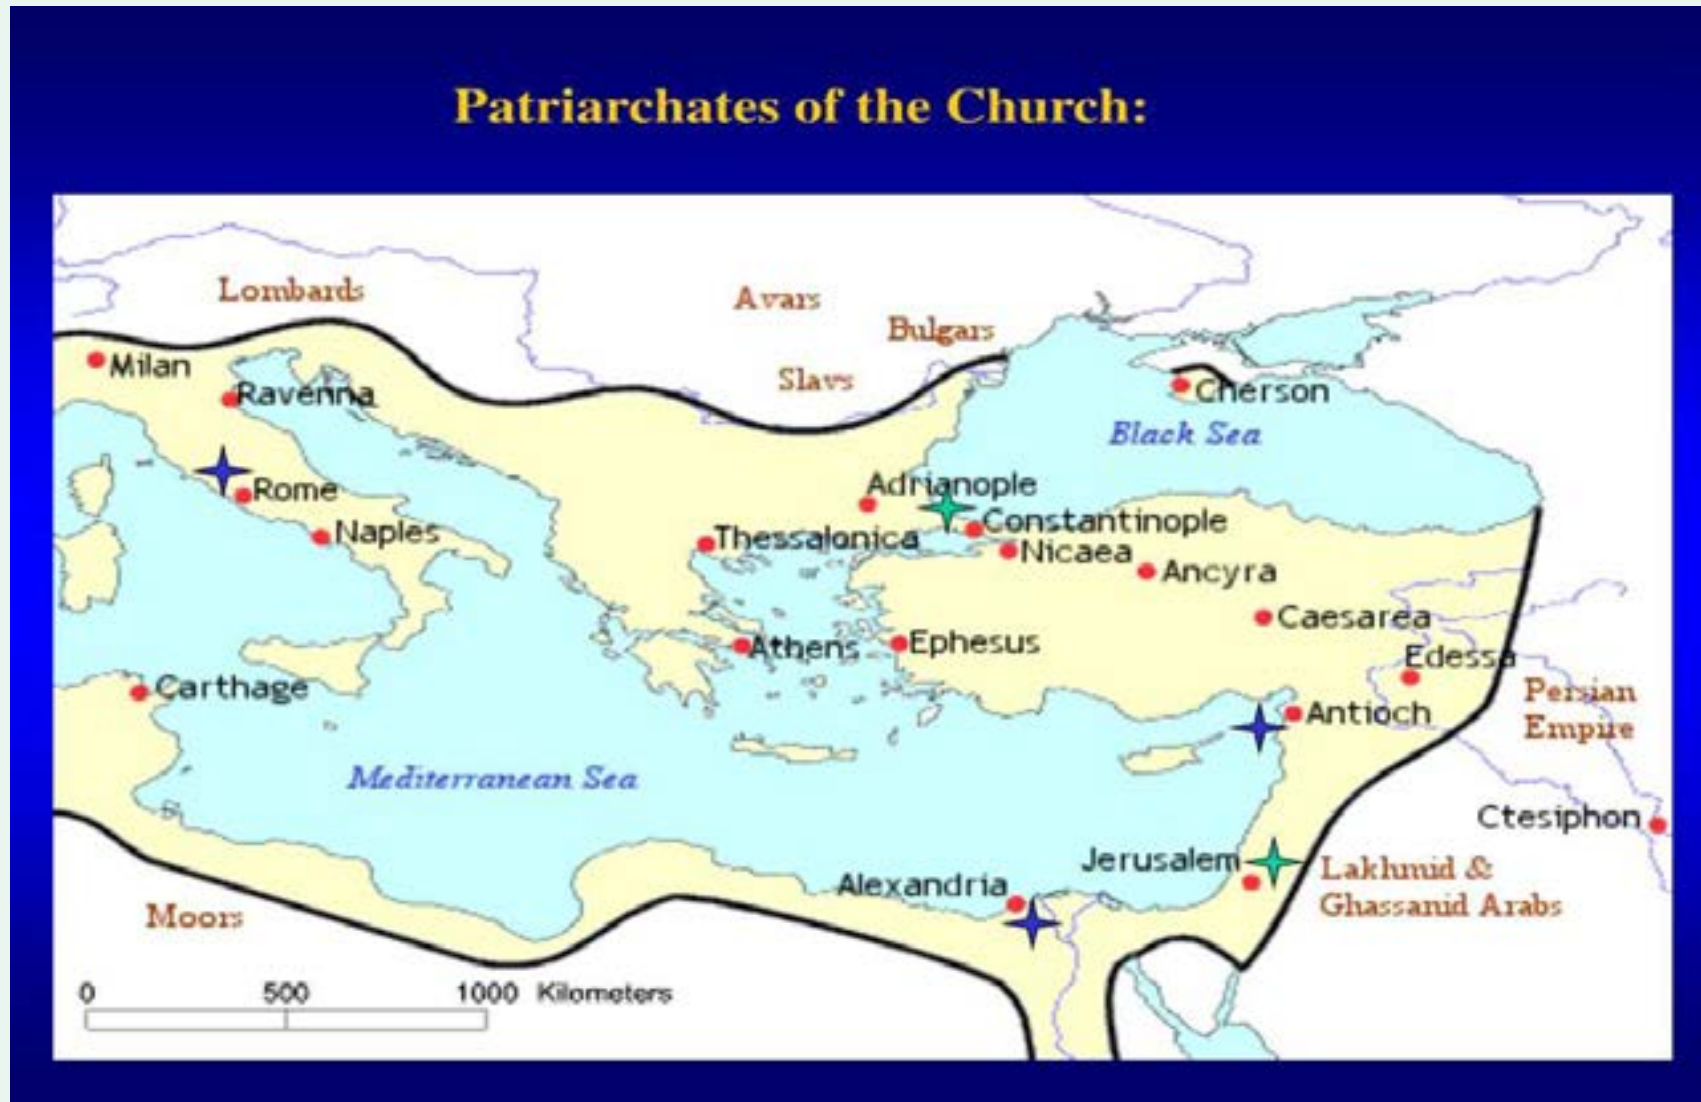 Patriarchates of the Church:
Lombards
Avars
Bulgars
Slavs
Milan
Ravenna
Cherson
Black Sea
Rome
Naples
Adrianople
Constantinople
Thessalonica
Nicaea
Ancyra
Caesarea
Athens
Ephesus
Edessa
Carthage
Antioch
Persian
Empire
Mediterranean Sea
Ctesiphon
Jerusalem
Lakhmid &
Ghassanid Arabs
Alexandria
Moors
0 500 1000 Kilometers